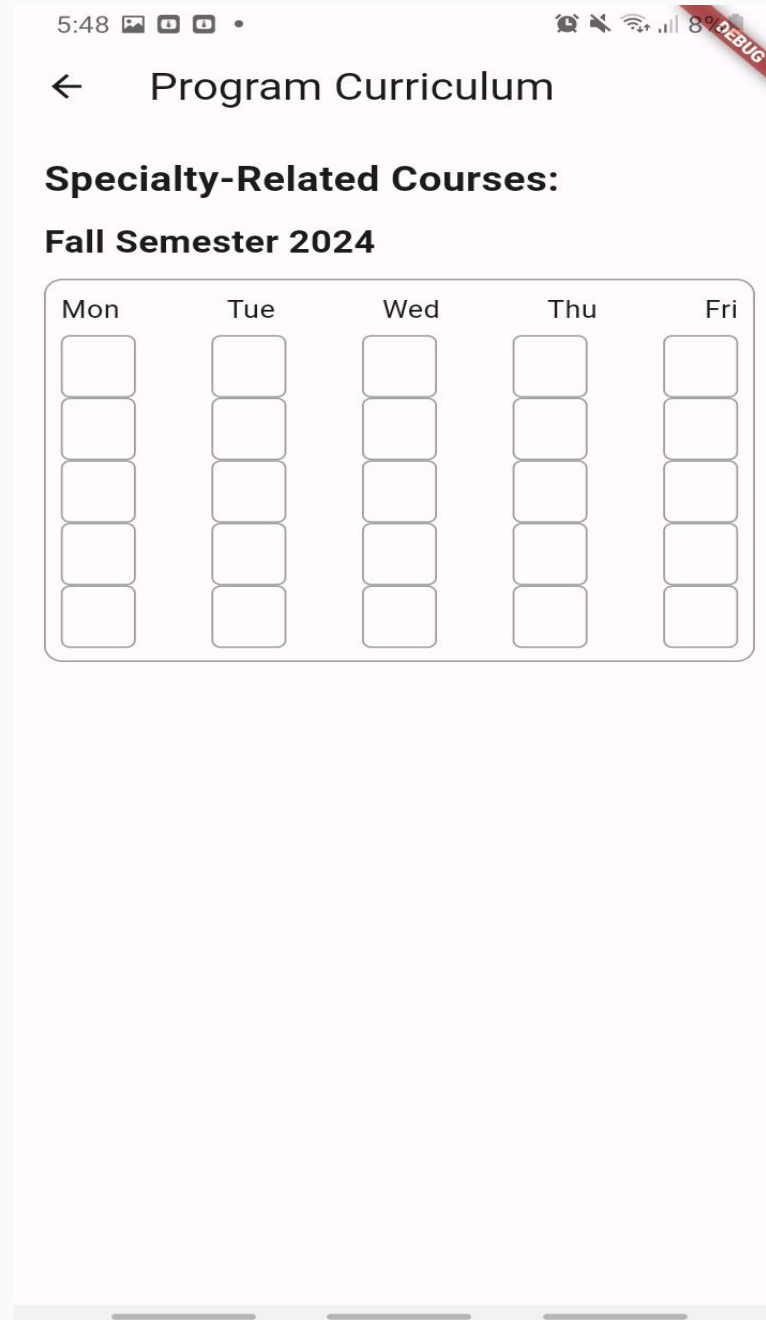 5:48 8%
DEBUG
Program Curriculum
Specialty-Related Courses:
Fall Semester 2024
Mon Tue Wed Thu Fri